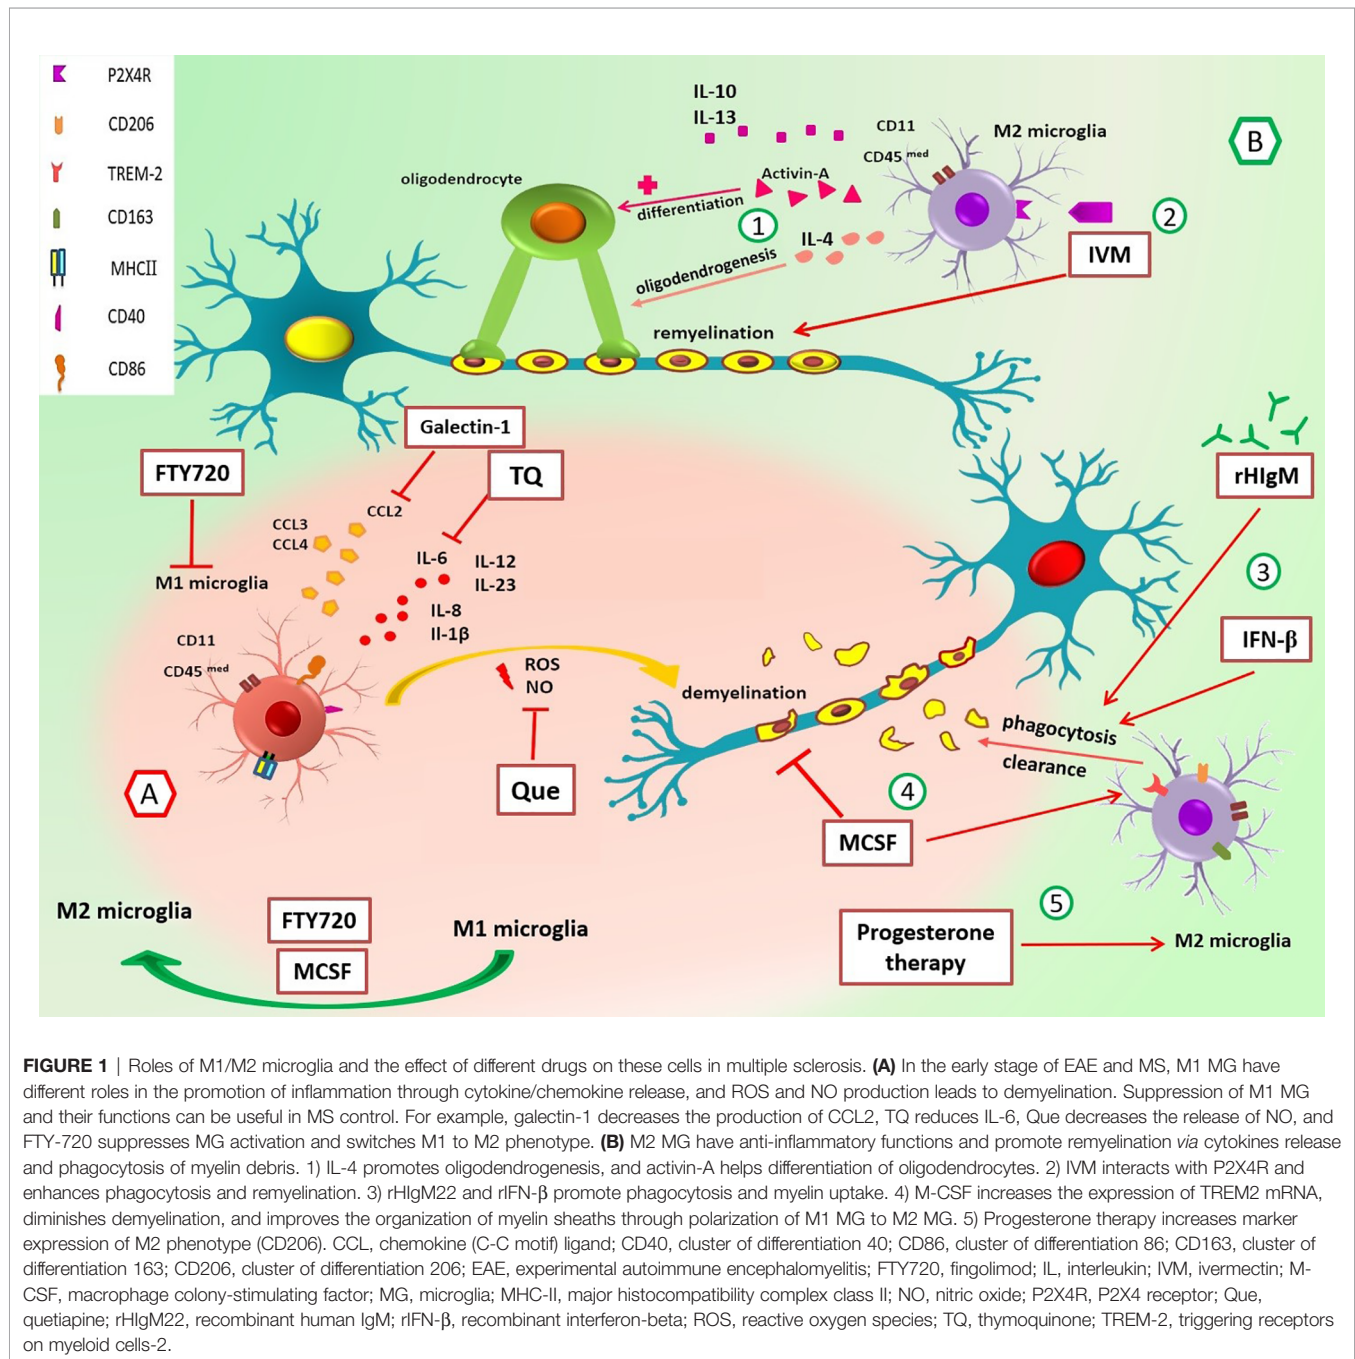 P2X4R
CD206
TREM-2
CD163
MHCII
CD40
CD86
IL-10
IL-13
CD11
CD45 med
M2 microglia
B
oligodendrocyte
Activin-A
differentiation
1
2
IL-4
IVM
oligodendrogenesis
remyelination
Galectin-1
FTY720
TQ
rHIgM
CCL2
CCL3
CCL4
IL-6
IL-12
IL-23
M1 microglia
3
IL-8
Il-1β
IFN-β
CD11
CD45 med
ROS
NO
demyelination
phagocytosis
clearance
A
Que
4
MCSF
M2 microglia
FTY720
MCSF
M1 microglia
5
Progesterone
therapy
M2 microglia
FIGURE 1 | Roles of M1/M2 microglia and the effect of different drugs on these cells in multiple sclerosis. (A) In the early stage of EAE and MS, M1 MG have
different roles in the promotion of inflammation through cytokine/chemokine release, and ROS and NO production leads to demyelination. Suppression of M1 MG
and their functions can be useful in MS control. For example, galectin-1 decreases the production of CCL2, TQ reduces IL-6, Que decreases the release of NO, and
FTY-720 suppresses MG activation and switches M1 to M2 phenotype. (B) M2 MG have anti-inflammatory functions and promote remyelination via cytokines release
and phagocytosis of myelin debris. 1) IL-4 promotes oligodendrogenesis, and activin-A helps differentiation of oligodendrocytes. 2) IVM interacts with P2X4R and
enhances phagocytosis and remyelination. 3) rHIgM22 and rIFN-β promote phagocytosis and myelin uptake. 4) M-CSF increases the expression of TREM2 mRNA,
diminishes demyelination, and improves the organization of myelin sheaths through polarization of M1 MG to M2 MG. 5) Progesterone therapy increases marker
expression of M2 phenotype (CD206). CCL, chemokine (C-C motif) ligand; CD40, cluster of differentiation 40; CD86, cluster of differentiation 86; CD163, cluster of
differentiation 163; CD206, cluster of differentiation 206; EAE, experimental autoimmune encephalomyelitis; FTY720, fingolimod; IL, interleukin; IVM, ivermectin; M-
CSF, macrophage colony-stimulating factor; MG, microglia; MHC-II, major histocompatibility complex class II; NO, nitric oxide; P2X4R, P2X4 receptor; Que,
quetiapine; rHIgM22, recombinant human IgM; rIFN-β, recombinant interferon-beta; ROS, reactive oxygen species; TQ, thymoquinone; TREM-2, triggering receptors
on myeloid cells-2.